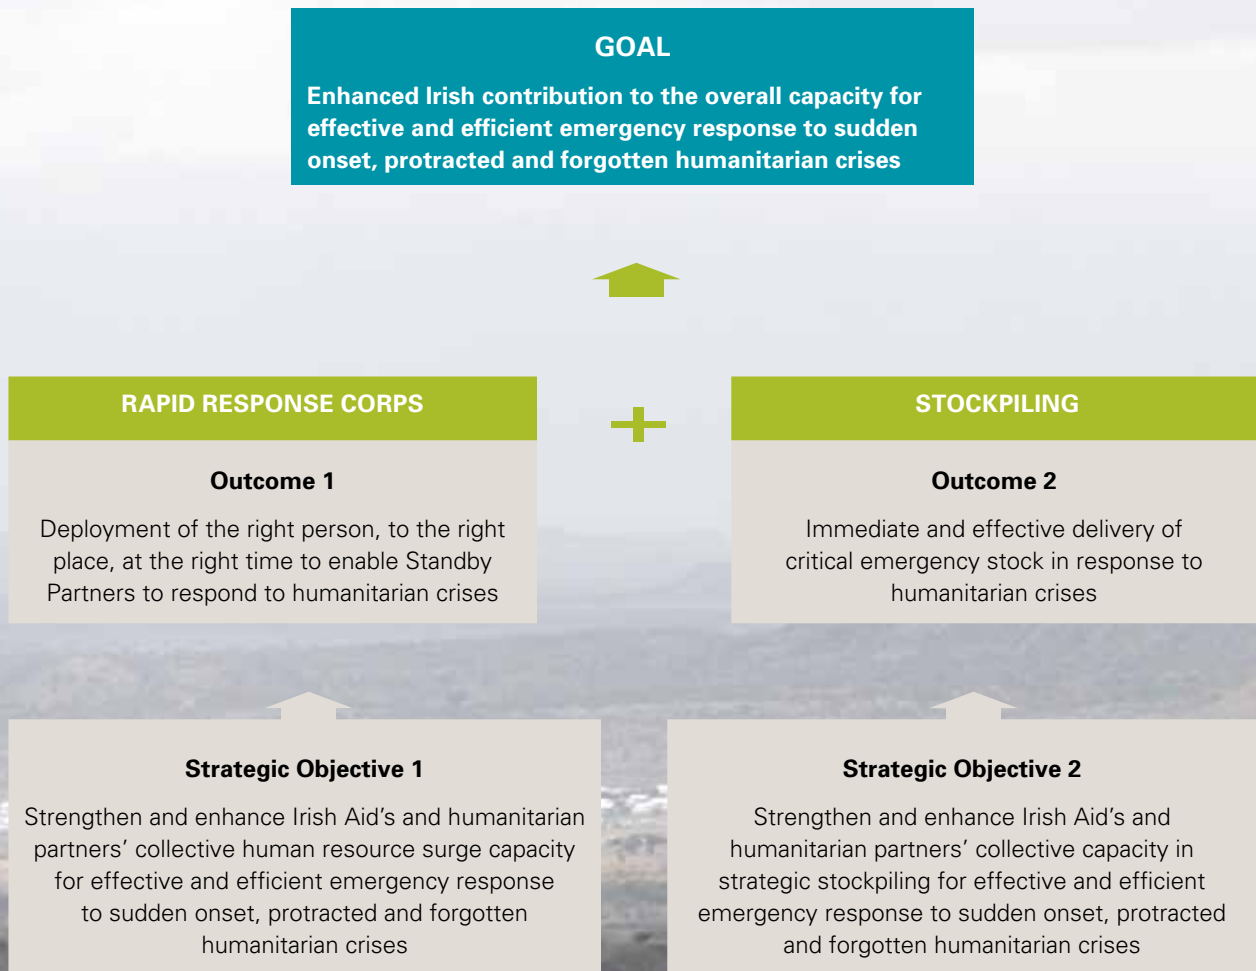 GOAL
Enhanced Irish contribution to the overall capacity for
effective and efficient emergency response to sudden
onset, protracted and forgotten humanitarian crises
RAPID RESPONSE CORPS
Outcome 1
Deployment of the right person, to the right
place, at the right time to enable Standby
Partners to respond to humanitarian crises
+
STOCKPILING
Outcome 2
Immediate and effective delivery of
critical emergency stock in response to
humanitarian crises
Strategic Objective 1
Strengthen and enhance Irish Aid’s and humanitarian
partners’ collective human resource surge capacity
for effective and efficient emergency response
to sudden onset, protracted and forgotten
humanitarian crises
Strategic Objective 2
Strengthen and enhance Irish Aid’s and
humanitarian partners’ collective capacity in
strategic stockpiling for effective and efficient
emergency response to sudden onset, protracted
and forgotten humanitarian crises